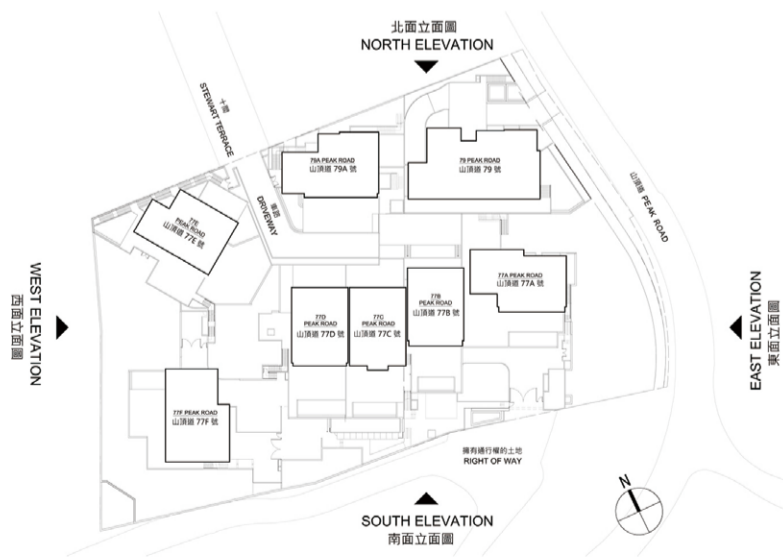 北面立面圖
NORTH ELEVATION
十間
STEWART TERRACE
車路
DRIVEWAY
79A PEAK ROAD
山頂道 79A 號
79 PEAK ROAD
山頂道 79 號
山頂道 PEAK ROAD
77E
PEAK ROAD
山頂道 77E 號
77A PEAK ROAD
山頂道 77A 號
77B
PEAK ROAD
山頂道 77B 號
77D
PEAK ROAD
山頂道 77D 號
77C
PEAK ROAD
山頂道 77C 號
WEST ELEVATION
西面立面圖
EAST ELEVATION
東面立面圖
77F PEAK ROAD
山頂道 77F 號
擁有通行權的土地
RIGHT OF WAY
N
SOUTH ELEVATION
南面立面圖